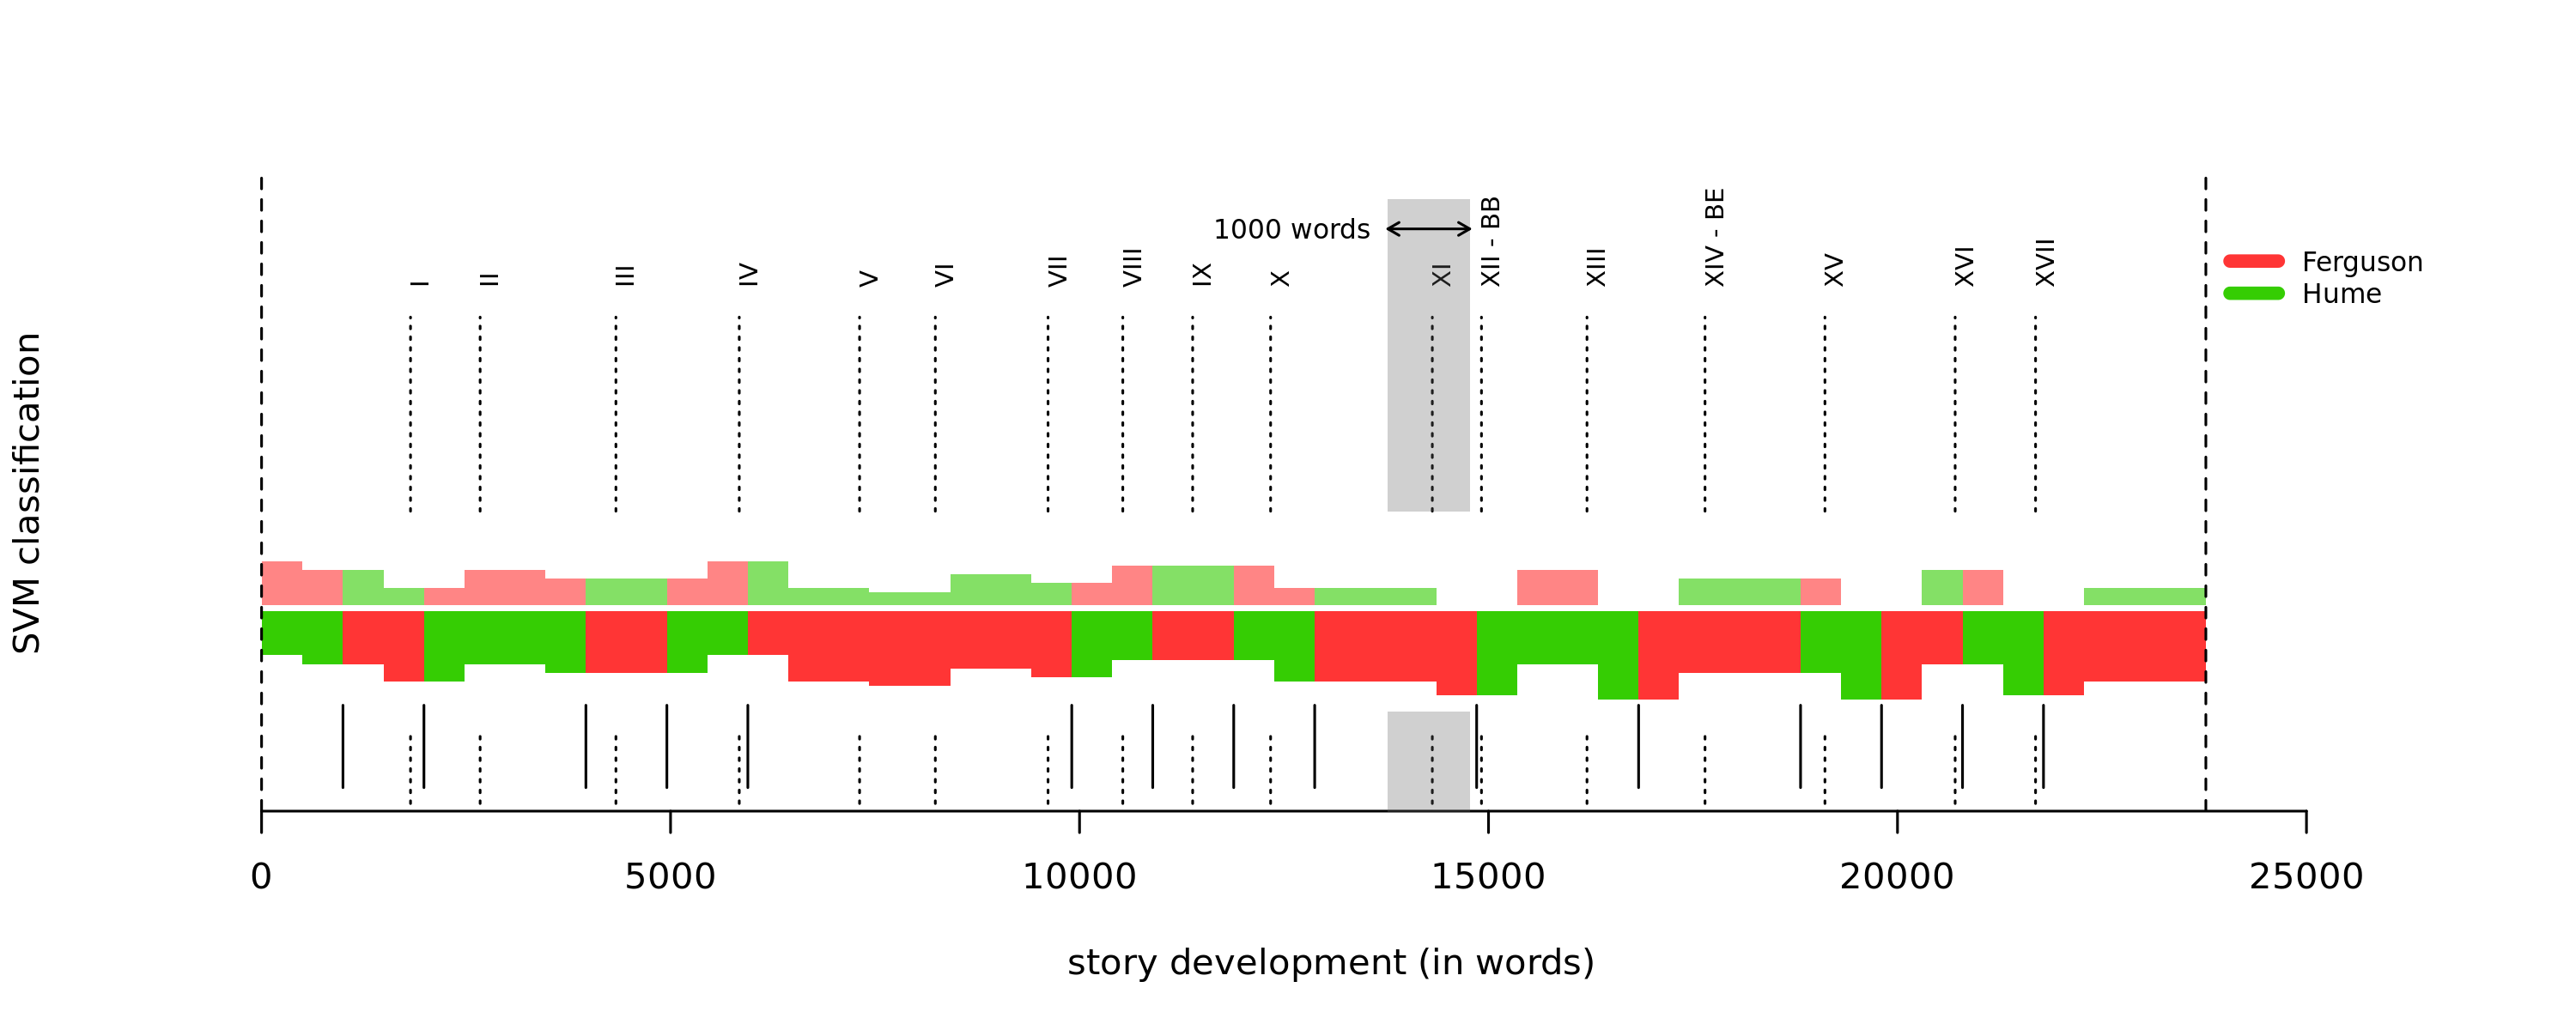 SVM classification
1000 words
I
II
III
IV
V
VI
VII
VIII
IX
X
XI
XII - BB
XIII
XIV - BE
XV
XVI
XVII
Ferguson
Hume
0
5000
10000
15000
20000
25000
story development (in words)